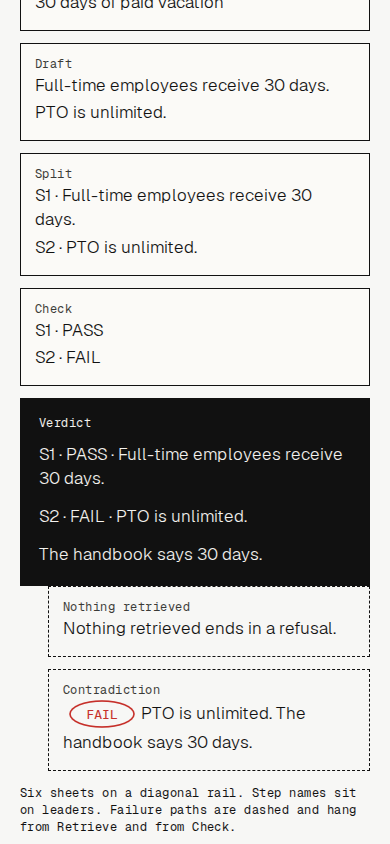 30 days of paid vacation
Draft
Full-time employees receive 30 days.
PTO is unlimited.
Split
S1 · Full-time employees receive 30
days.
S2 · PTO is unlimited.
Check
S1 · PASS
S2 · FAIL
Verdict
S1 · PASS · Full-time employees receive
30 days.
S2 · FAIL · PTO is unlimited.
The handbook says 30 days.
Nothing retrieved
Nothing retrieved ends in a refusal.
Contradiction
FAIL PTO is unlimited. The
handbook says 30 days.
Six sheets on a diagonal rail. Step names sit
on leaders. Failure paths are dashed and hang
from Retrieve and from Check.